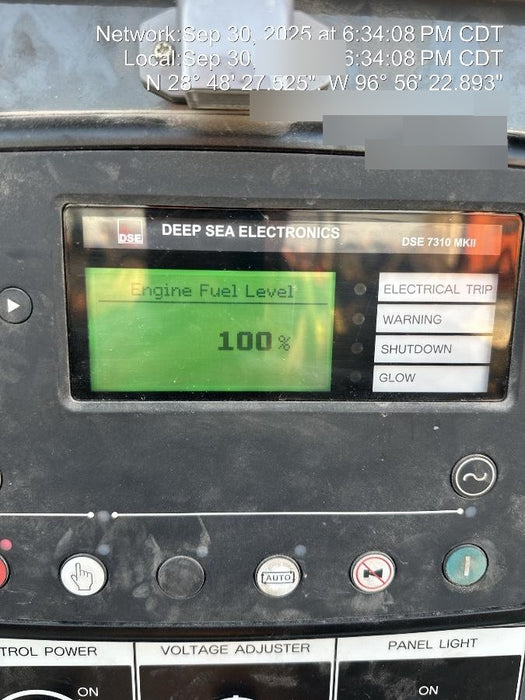 Network:Sep 30, 2025 at 6:34:08 PM CDT
Local:Sep 30, 6:34:08 PM CDT
N 28° 48' 27.525", W 96° 56' 22.893"
DSE
DEEP SEA ELECTRONICS
DSE 7310 MKII
Engine Fuel Level
100%
ELECTRICAL TRIP
WARNING
SHUTDOWN
GLOW
AUTO
I
TROL POWER
VOLTAGE ADJUSTER
PANEL LIGHT
ON
ON